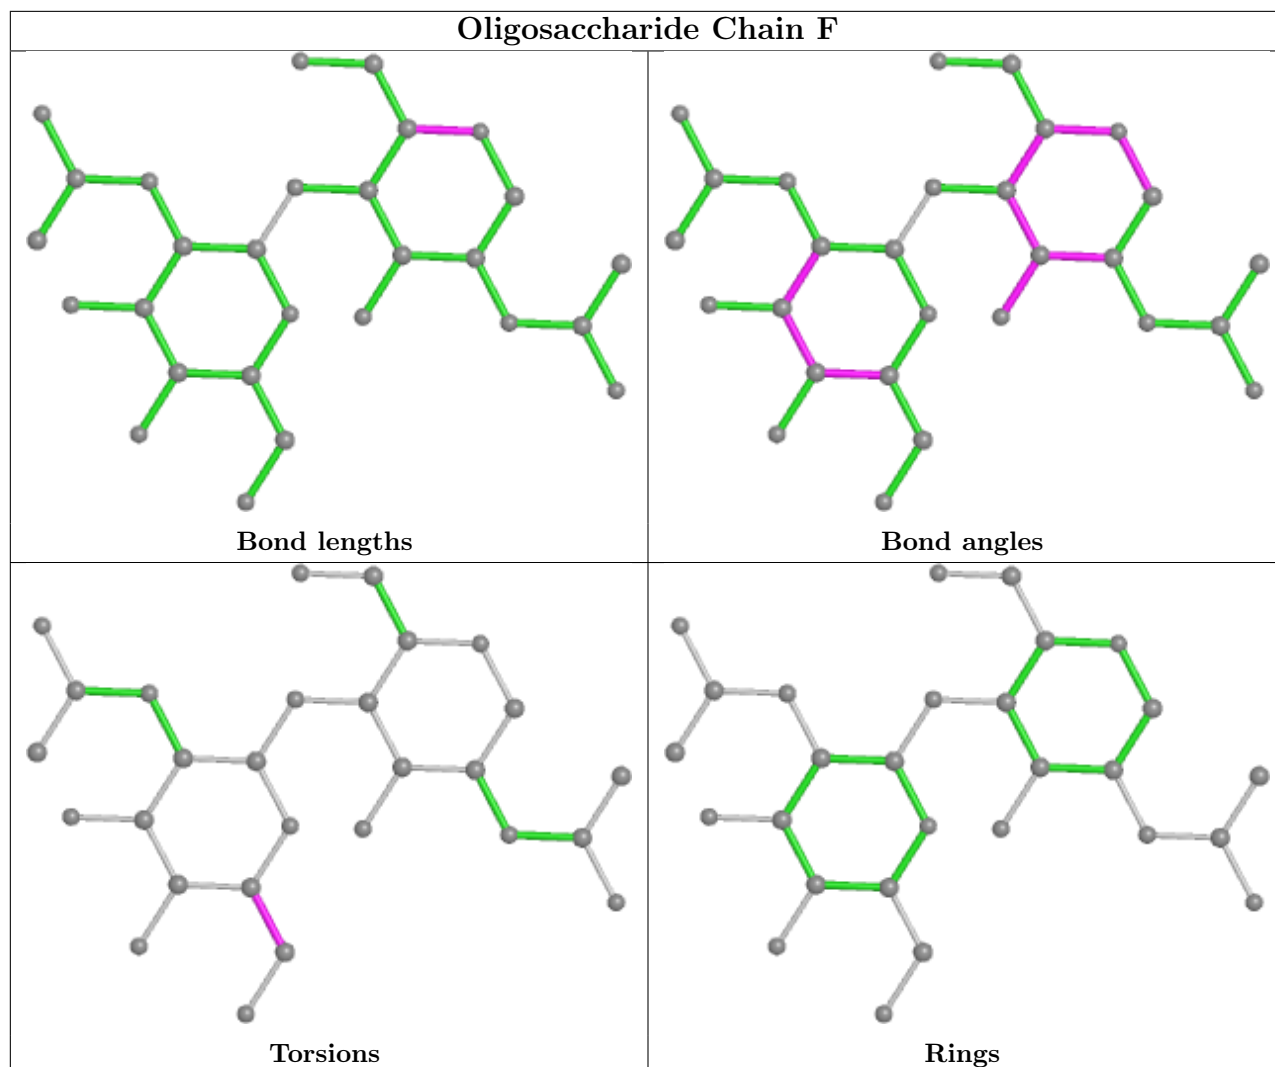 Oligosaccharide Chain F
Bond lengths
Bond angles
Torsions
Rings